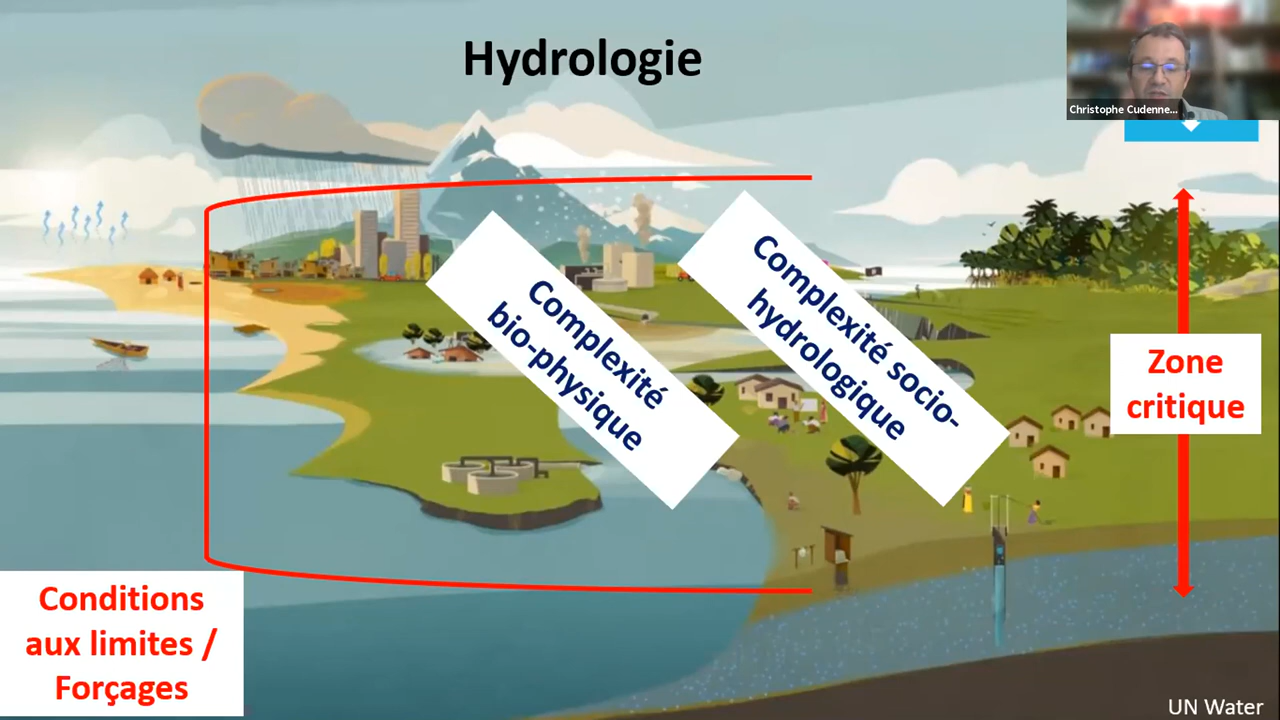 Hydrologie
Christophe Cudenne...
Complexité
bio-physique
Complexité socio-
hydrologique
Zone
critique
Conditions
aux limites /
Forçages
UN Water